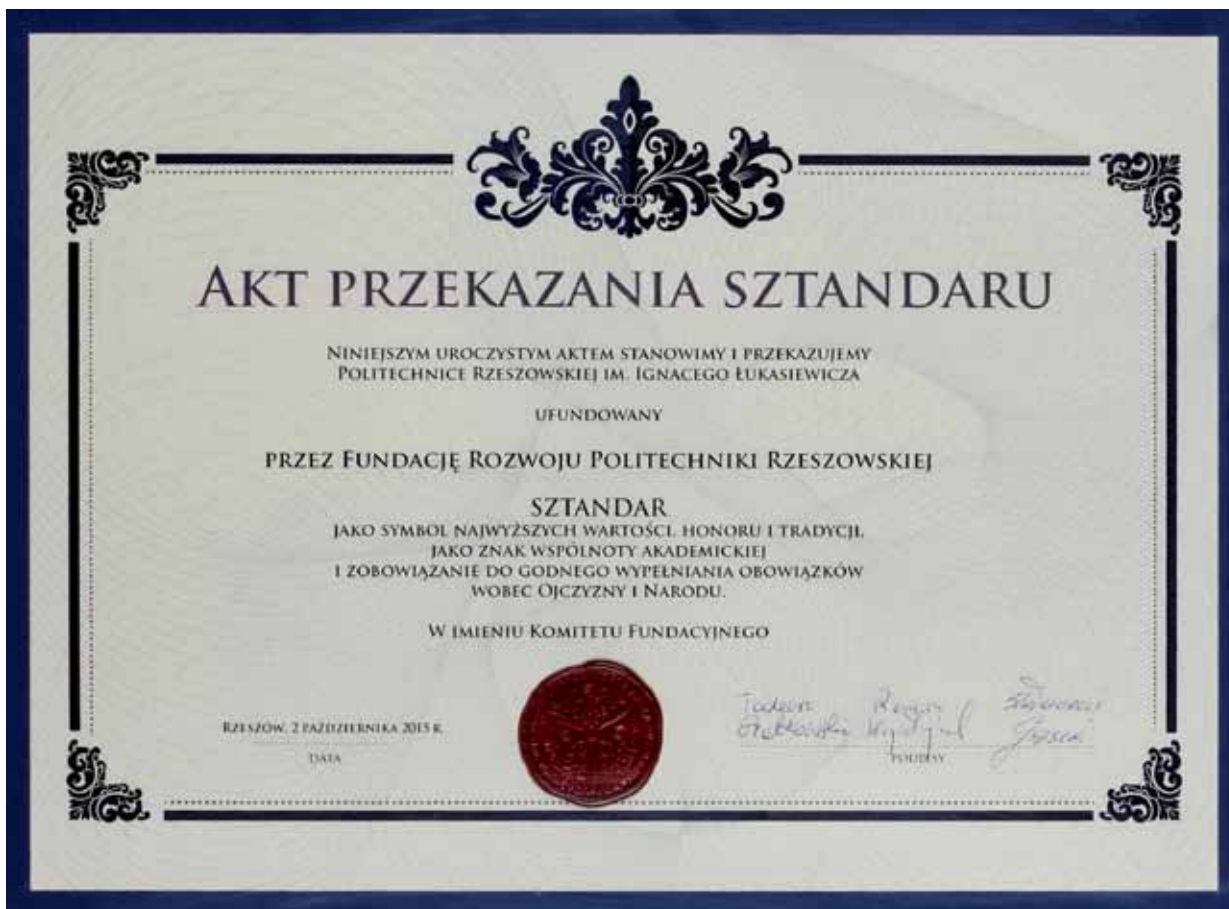 AKT PRZEKAZANIA SZTANDARU
NINIEJSZYM UROCZYSTYM AKTEM STANOWIMY I PRZEKAZUJEMY
POLITECHNICE RZESZOWSKIEJ IM. IGNACEGO ŁUKASIEWICZA
UFUNDOWANY
PRZEZ FUNDACJĘ ROZWOJU POLITECHNIKI RZESZOWSKIEJ
SZTANDAR
JAKO SYMBOL NAJWYŻSZYCH WARTOŚCI, HONORU I TRADYCJI,
JAKO ZNAK WSPÓLNOTY AKADEMICKIEJ
I ZOBOWIĄZANIE DO GODNEGO WYPEŁNIANIA OBOWIĄZKÓW
WOBEC OJCZYZNY I NARODU.
W IMIENIU KOMITETU FUNDACYJNEGO
RZESZÓW, 2 PAŹDZIERNIKA 2015 R.
DATA
Tadeusz
PODPISY